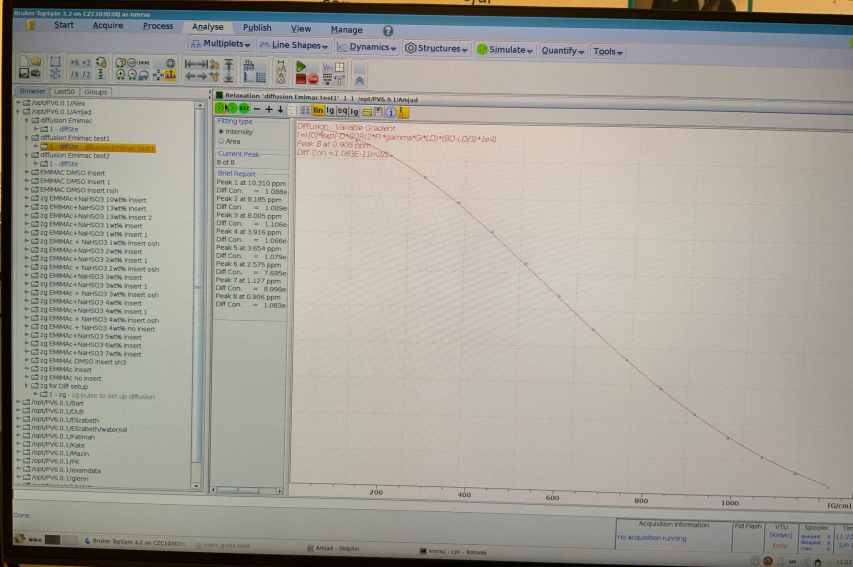 Bruker TopSpin 3.2 on CZC103D3XJ as nmrsu
Start Acquire Process Analyse Publish View Manage
Multiplets Line Shapes Dynamics Structures Simulate Quantify Tools
Browser Last50 Groups
/opt/PV6.0.1/Alex
/opt/PV6.0.1/Amjad
diffusion Emimac
1 - diffSte
diffusion Emimac test1
1 - diffSte - diffusion Emimac test1
diffusion Emimac test2
1 - diffSte
EMIMAC DMSO insert
EMIMAC DMSO insert 1
EMIMAC DMSO insert nsh
zg EMIMAc+NaHSO3 10wt% insert
zg EMIMAc+NaHSO3 13wt% insert
zg EMIMAc+NaHSO3 13wt% insert 2
zg EMIMAc+NaHSO3 1wt% insert
zg EMIMAc+NaHSO3 1wt% insert 1
zg EMIMAc + NaHSO3 1wt% insert osh
zg EMIMAc+NaHSO3 2wt% insert
zg EMIMAc+NaHSO3 2wt% insert 1
zg EMIMAc + NaHSO3 2wt% insert osh
zg EMIMAc+NaHSO3 3wt% insert
zg EMIMAc+NaHSO3 3wt% insert 1
zg EMIMAc + NaHSO3 3wt% insert osh
zg EMIMAc+NaHSO3 4wt% insert
zg EMIMAc+NaHSO3 4wt% insert 1
zg EMIMAc + NaHSO3 4wt% insert osh
zg EMIMAc + NaHSO3 4wt% no insert
zg EMIMAc+NaHSO3 5wt% insert
zg EMIMAc+NaHSO3 6wt% insert
zg EMIMAc+NaHSO3 7wt% insert
zg EMIMAc DMSO insert sh3
zg EMIMAc insert
zg EMIMAc no insert
zg for Diff setup
1 - zg - zg pulse to set up diffusion
/opt/PV6.0.1/Bart
/opt/PV6.0.1/DLB
/opt/PV6.0.1/Elizabeth
/opt/PV6.0.1/Elizabeth/water/oil
/opt/PV6.0.1/Fatimah
/opt/PV6.0.1/Kate
/opt/PV6.0.1/Mazin
/opt/PV6.0.1/PK
/opt/PV6.0.1/examdata
/opt/PV6.0.1/glenn
Relaxation "diffusion Emimac test1" 1 1 /opt/PV6.0.1/Amjad
lin lg sq lg
Fitting type
Intensity
Area
Current Peak
8 of 8
Brief Report
Peak 1 at 10.310 ppm
Diff Con. = 1.088e
Peak 2 at 8.185 ppm
Diff Con. = 1.089e
Peak 3 at 8.005 ppm
Diff Con. = 1.106e
Peak 4 at 3.916 ppm
Diff Con. = 1.066e
Peak 5 at 3.654 ppm
Diff Con. = 1.079e
Peak 6 at 2.575 ppm
Diff Con. = 7.695e
Peak 7 at 1.127 ppm
Diff Con. = 8.998e
Peak 8 at 0.906 ppm
Diff Con. = 1.083e
Diffusion : Variable Gradient
I=I[0]*exp(-D*SQR(2*PI*gamma*Gi*LD)*(BD-LD/3)*1e4)
Peak 8 at 0.906 ppm
Diff Con.=1.083E-11m2/s
200 400 600 800 1000 [G/cm]
Done.
Acquisition information
no acquisition running
Fid Flash
VTU
[Kelvin]
Error
Spooler
queued: 0
delayed: 0
cron: 0
Bruker TopSpin 3.2 on CZC103D3X
users_guide.book
Amjad - Dolphin
nmrsu : cpr - Konsole
11:22